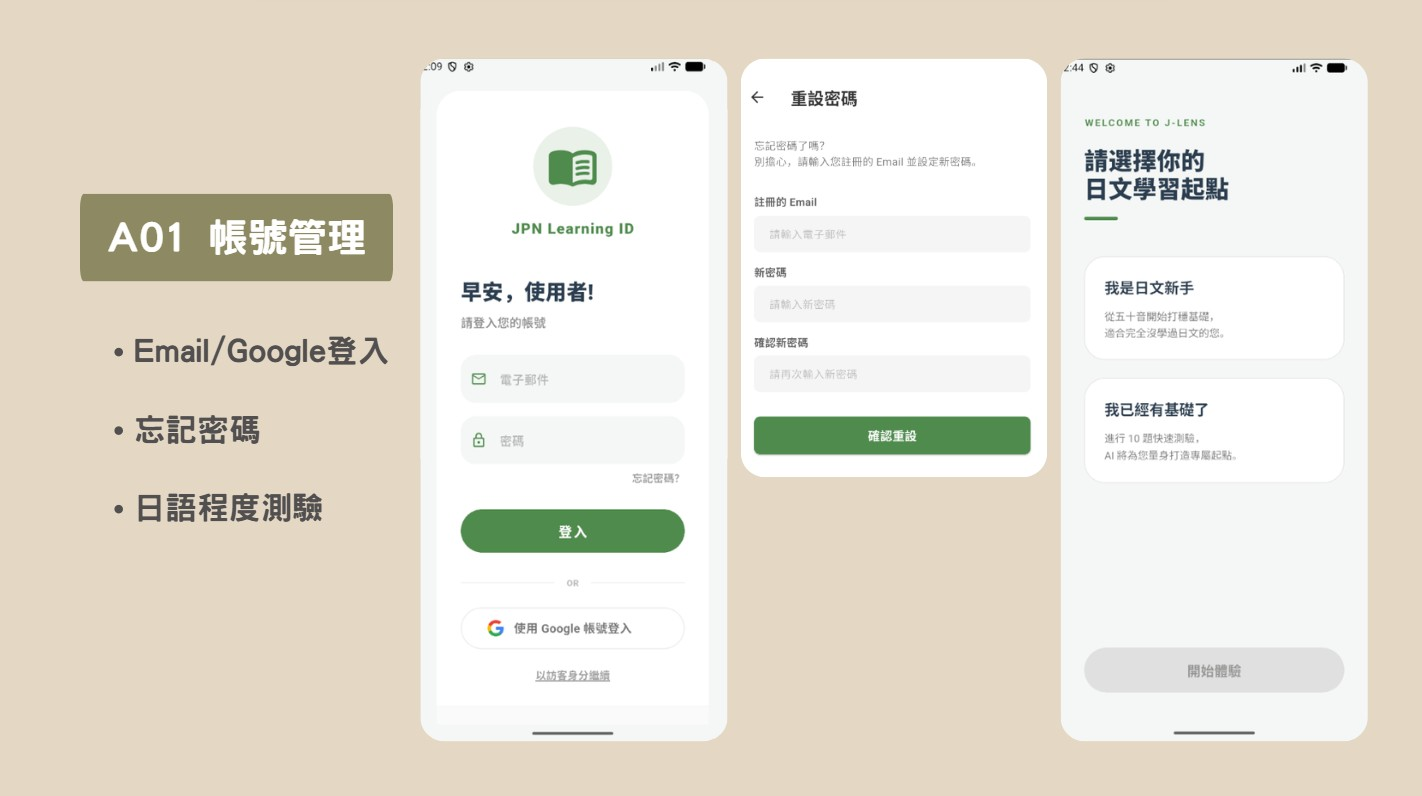 A01 帳號管理
• Email/Google登入
• 忘記密碼
• 日語程度測驗
:09
JPN Learning ID
早安，使用者!
請登入您的帳號
電子郵件
密碼
忘記密碼?
登入
OR
使用 Google 帳號登入
以訪客身分繼續
重設密碼
忘記密碼了嗎?
別擔心，請輸入您註冊的 Email 並設定新密碼。
註冊的 Email
請輸入電子郵件
新密碼
請輸入新密碼
確認新密碼
請再次輸入新密碼
確認重設
:44
WELCOME TO J-LENS
請選擇你的
日文學習起點
我是日文新手
從五十音開始打穩基礎，
適合完全沒學過日文的您。
我已經有基礎了
進行 10 題快速測驗，
AI 將為您量身打造專屬起點。
開始體驗